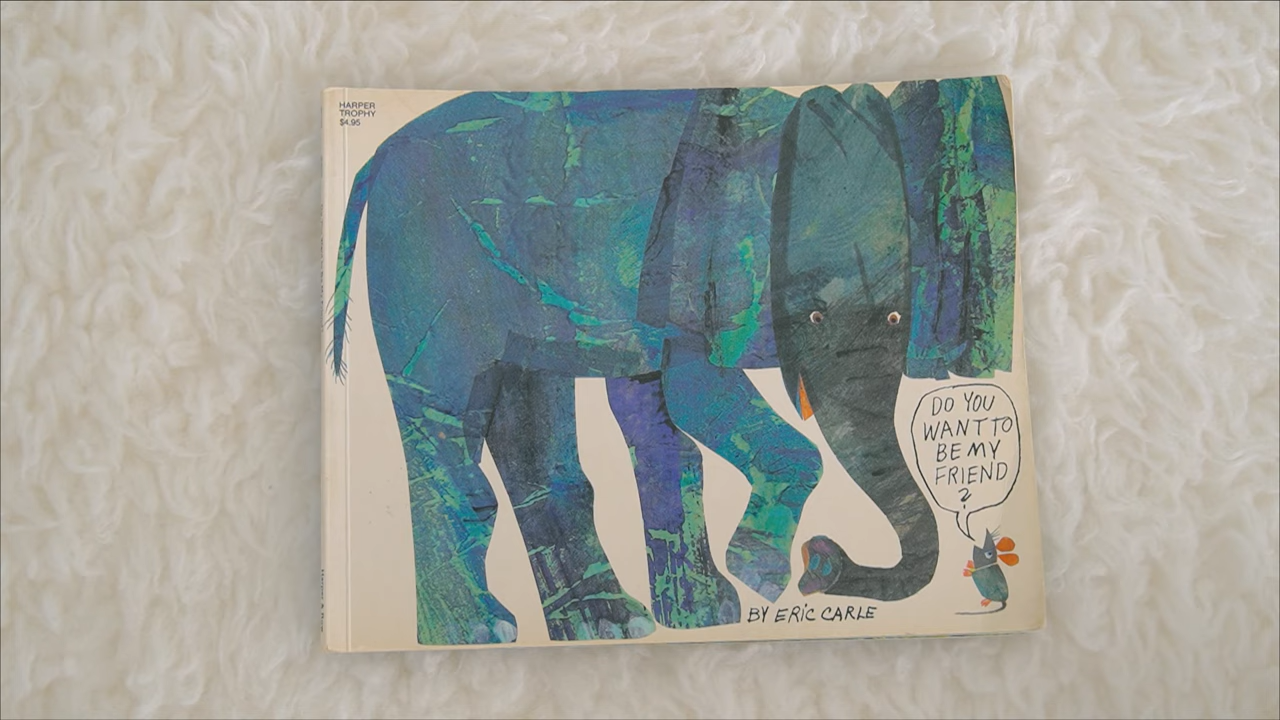 HARPER
TROPHY
$4.95
DO YOU
WANT TO
BE MY
FRIEND
?
BY ERIC CARLE